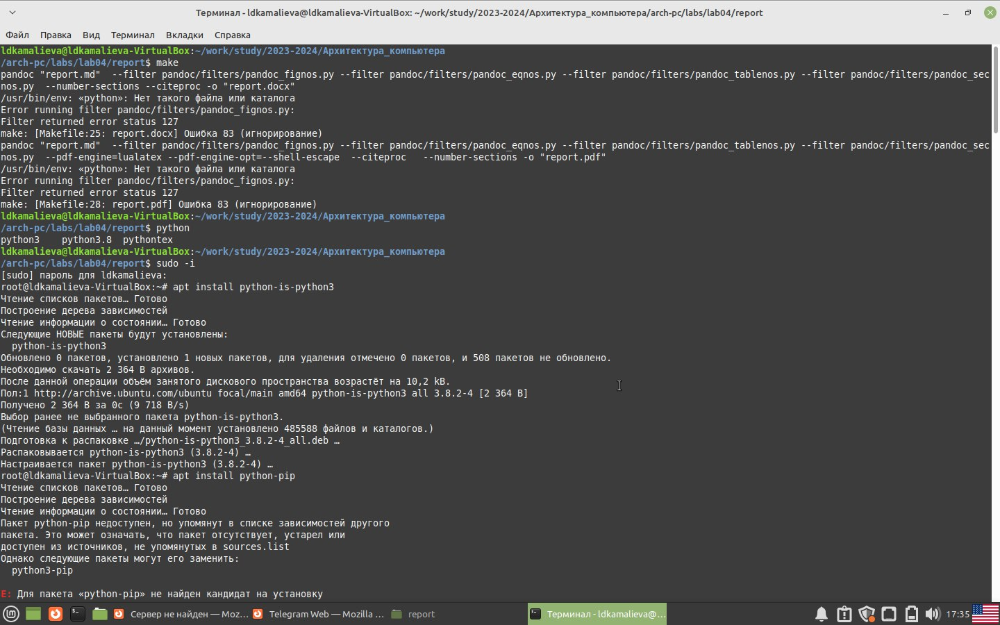 Терминал - ldkamalieva@ldkamalieva-VirtualBox: ~/work/study/2023-2024/Архитектура_компьютера/arch-pc/labs/lab04/report
Файл Правка Вид Терминал Вкладки Справка
ldkamalieva@ldkamalieva-VirtualBox:~/work/study/2023-2024/Архитектура_компьютера
/arch-pc/labs/lab04/report$ make
pandoc "report.md"  --filter pandoc/filters/pandoc_fignos.py --filter pandoc/filters/pandoc_eqnos.py --filter pandoc/filters/pandoc_tablenos.py --filter pandoc/filters/pandoc_sec
nos.py  --number-sections --citeproc -o "report.docx"
/usr/bin/env: «python»: Нет такого файла или каталога
Error running filter pandoc/filters/pandoc_fignos.py:
Filter returned error status 127
make: [Makefile:25: report.docx] Ошибка 83 (игнорирование)
pandoc "report.md"  --filter pandoc/filters/pandoc_fignos.py --filter pandoc/filters/pandoc_eqnos.py --filter pandoc/filters/pandoc_tablenos.py --filter pandoc/filters/pandoc_sec
nos.py  --pdf-engine=lualatex --pdf-engine-opt=--shell-escape  --citeproc   --number-sections -o "report.pdf"
/usr/bin/env: «python»: Нет такого файла или каталога
Error running filter pandoc/filters/pandoc_fignos.py:
Filter returned error status 127
make: [Makefile:28: report.pdf] Ошибка 83 (игнорирование)
ldkamalieva@ldkamalieva-VirtualBox:~/work/study/2023-2024/Архитектура_компьютера
/arch-pc/labs/lab04/report$ python
python3    python3.8  pythontex
ldkamalieva@ldkamalieva-VirtualBox:~/work/study/2023-2024/Архитектура_компьютера
/arch-pc/labs/lab04/report$ sudo -i
[sudo] пароль для ldkamalieva:
root@ldkamalieva-VirtualBox:~# apt install python-is-python3
Чтение списков пакетов… Готово
Построение дерева зависимостей
Чтение информации о состоянии… Готово
Следующие НОВЫЕ пакеты будут установлены:
  python-is-python3
Обновлено 0 пакетов, установлено 1 новых пакетов, для удаления отмечено 0 пакетов, и 508 пакетов не обновлено.
Необходимо скачать 2 364 B архивов.
После данной операции объём занятого дискового пространства возрастёт на 10,2 kB.
Пол:1 http://archive.ubuntu.com/ubuntu focal/main amd64 python-is-python3 all 3.8.2-4 [2 364 B]
Получено 2 364 B за 0с (9 718 B/s)
Выбор ранее не выбранного пакета python-is-python3.
(Чтение базы данных … на данный момент установлено 485588 файлов и каталогов.)
Подготовка к распаковке …/python-is-python3_3.8.2-4_all.deb …
Распаковывается python-is-python3 (3.8.2-4) …
Настраивается пакет python-is-python3 (3.8.2-4) …
root@ldkamalieva-VirtualBox:~# apt install python-pip
Чтение списков пакетов… Готово
Построение дерева зависимостей
Чтение информации о состоянии… Готово
Пакет python-pip недоступен, но упомянут в списке зависимостей другого
пакета. Это может означать, что пакет отсутствует, устарел или
доступен из источников, не упомянутых в sources.list
Однако следующие пакеты могут его заменить:
  python3-pip
E: Для пакета «python-pip» не найден кандидат на установку
Сервер не найден — Moz... Telegram Web — Mozilla ... report Терминал - ldkamalieva@... 17:35